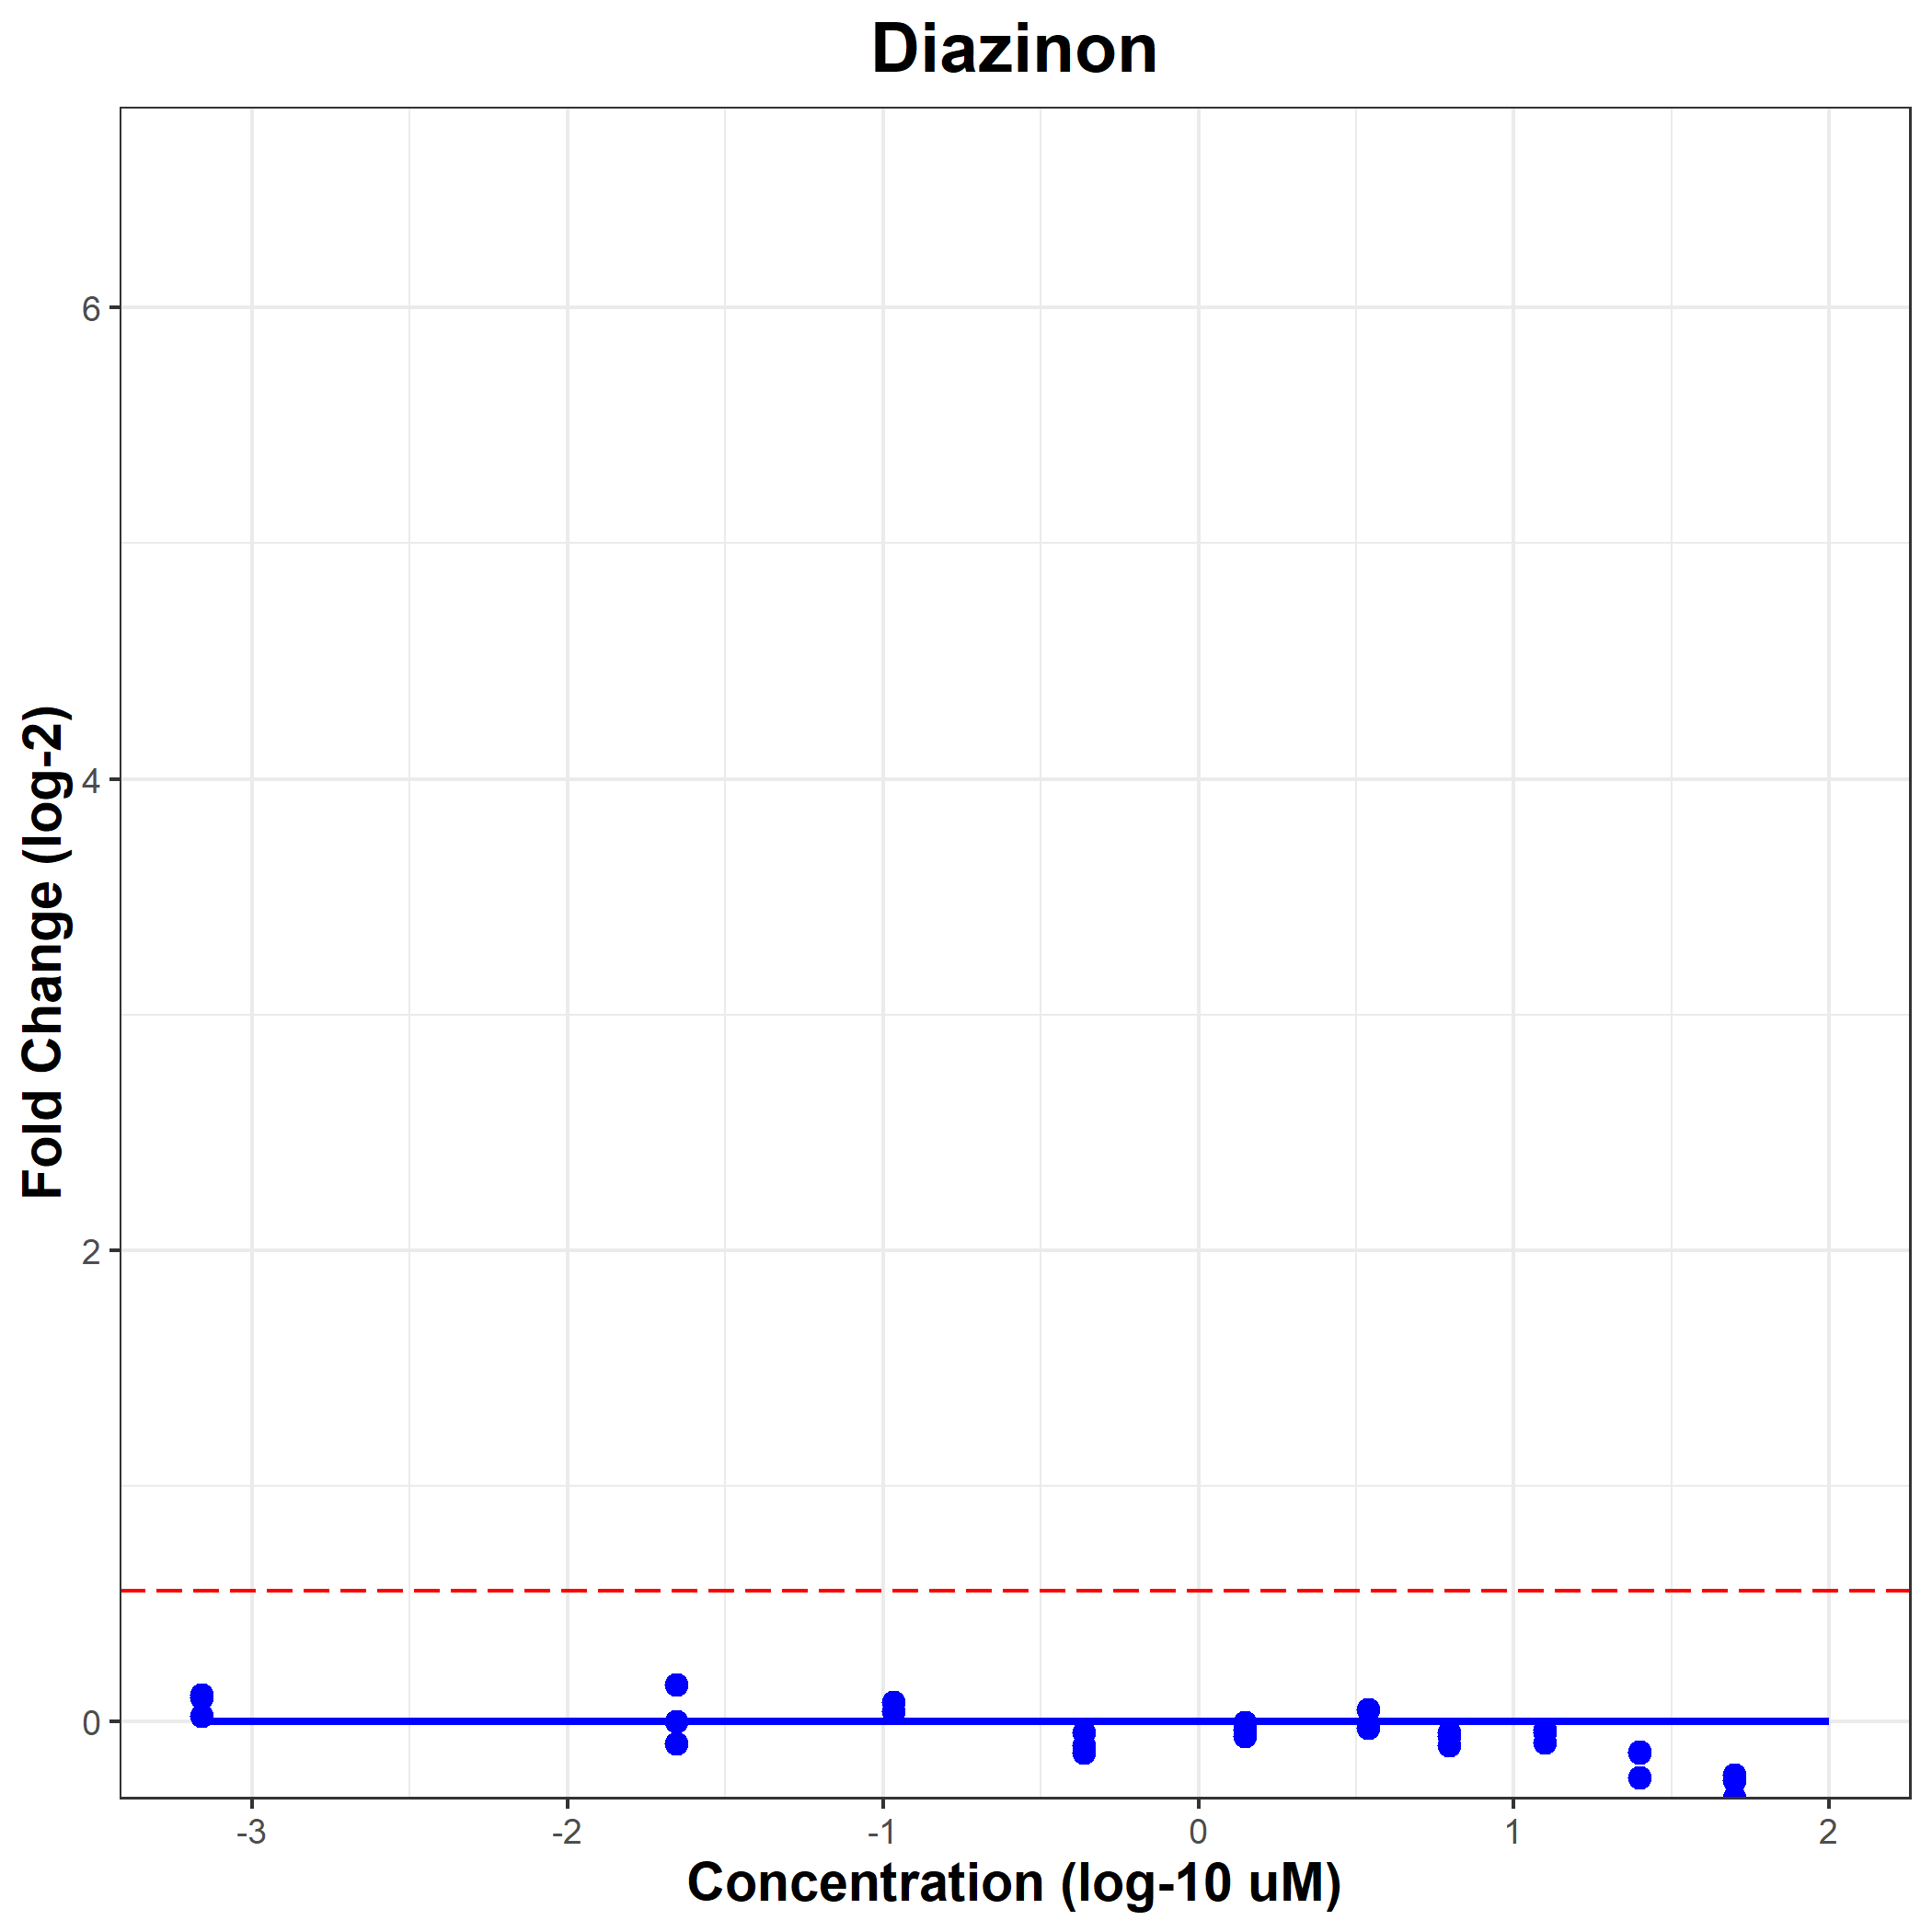 Diazinon
Fold Change (log-2)
6
4
2
0
-3 -2 -1 0 1 2
Concentration (log-10 uM)